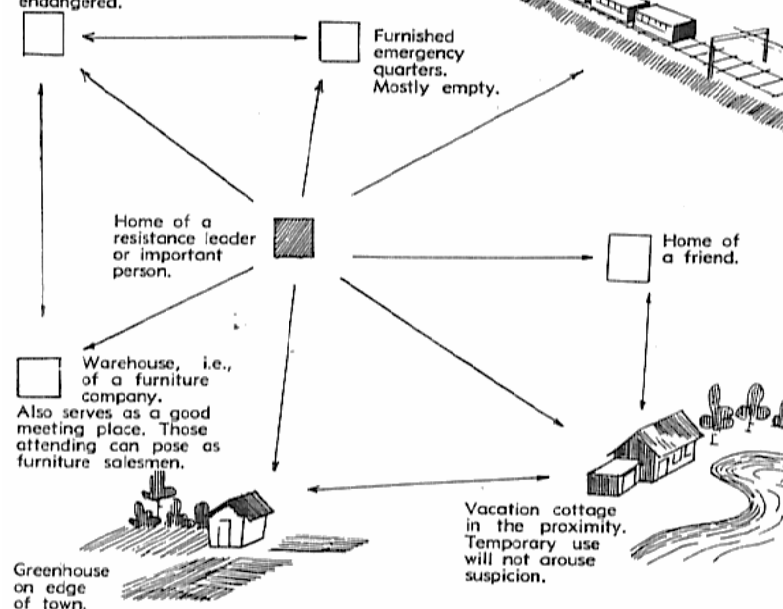 endangered.
Furnished
emergency
quarters.
Mostly empty.
Home of a
resistance leader
or important
person.
Home of
a friend.
Warehouse, i.e.,
of a furniture
company.
Also serves as a good
meeting place. Those
attending can pose as
furniture salesmen.
Vacation cottage
in the proximity.
Temporary use
will not arouse
suspicion.
Greenhouse
on edge
of town.